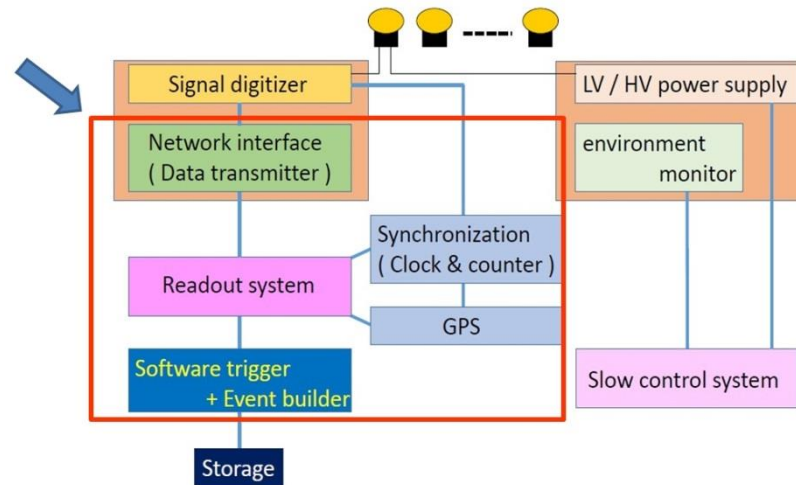 Signal digitizer
LV / HV power supply
Network interface
( Data transmitter )
environment
monitor
Synchronization
( Clock & counter )
Readout system
GPS
Software trigger
+ Event builder
Slow control system
Storage